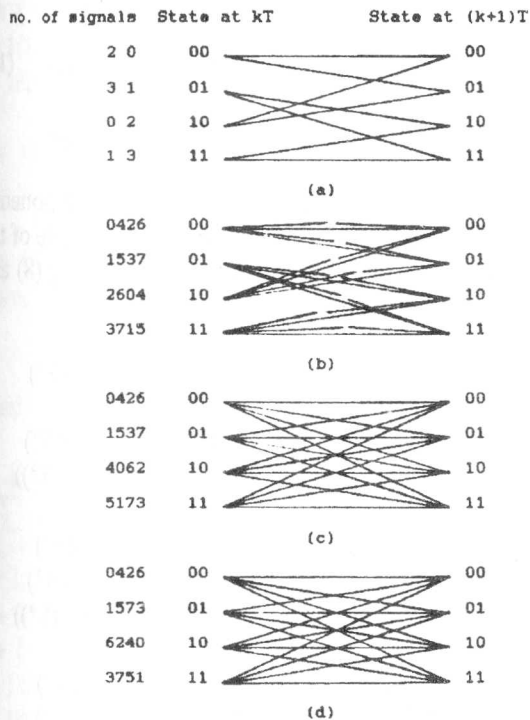 no. of signals State at kT State at (k+1)T
2 0 00 00
3 1 01 01
0 2 10 10
1 3 11 11
(a)
0426 00 00
1537 01 01
2604 10 10
3715 11 11
(b)
0426 00 00
1537 01 01
4062 10 10
5173 11 11
(c)
0426 00 00
1573 01 01
6240 10 10
3751 11 11
(d)